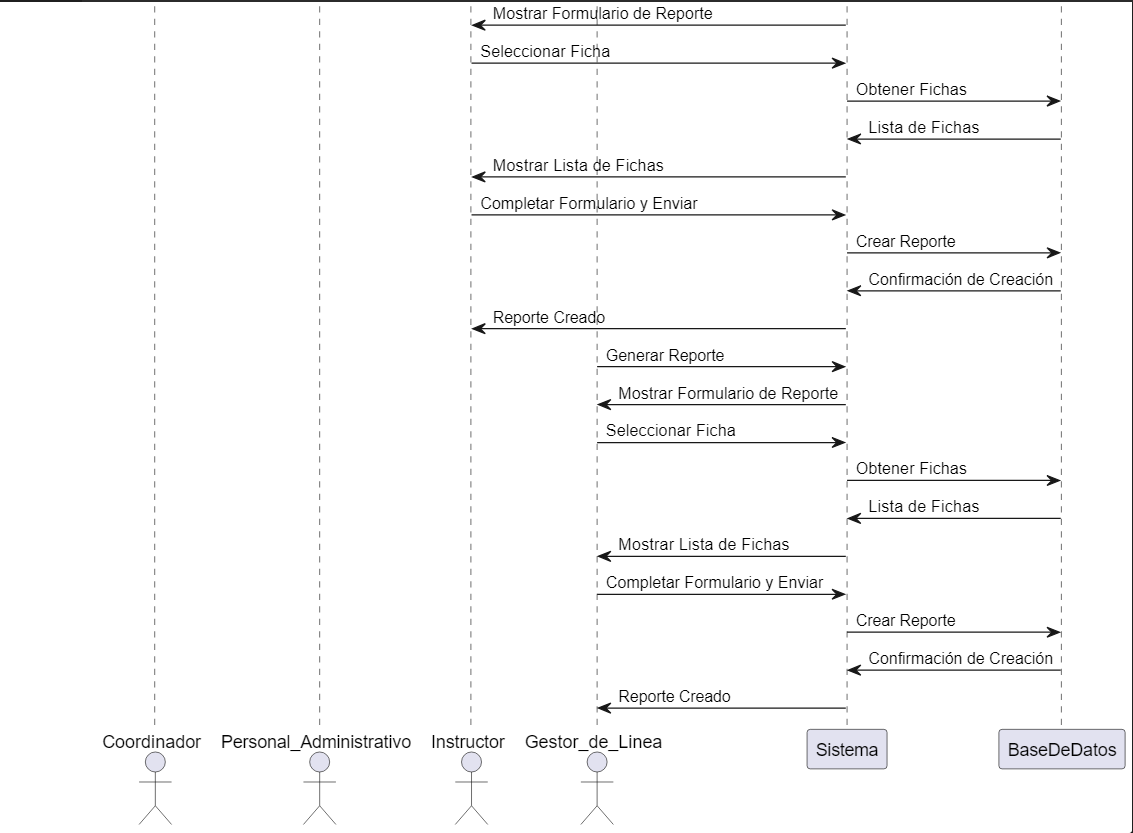 Mostrar Formulario de Reporte
Seleccionar Ficha
Obtener Fichas
Lista de Fichas
Mostrar Lista de Fichas
Completar Formulario y Enviar
Crear Reporte
Confirmación de Creación
Reporte Creado
Generar Reporte
Mostrar Formulario de Reporte
Seleccionar Ficha
Obtener Fichas
Lista de Fichas
Mostrar Lista de Fichas
Completar Formulario y Enviar
Crear Reporte
Confirmación de Creación
Reporte Creado
Coordinador Personal_Administrativo Instructor Gestor_de_Linea Sistema BaseDeDatos